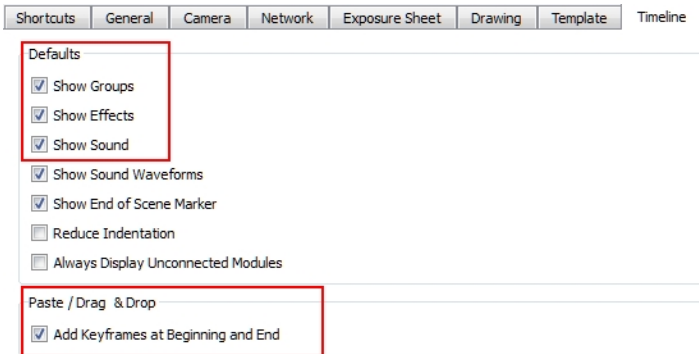 Shortcuts General Camera Network Exposure Sheet Drawing Template Timeline
Defaults
Show Groups
Show Effects
Show Sound
Show Sound Waveforms
Show End of Scene Marker
Reduce Indentation
Always Display Unconnected Modules
Paste / Drag & Drop
Add Keyframes at Beginning and End